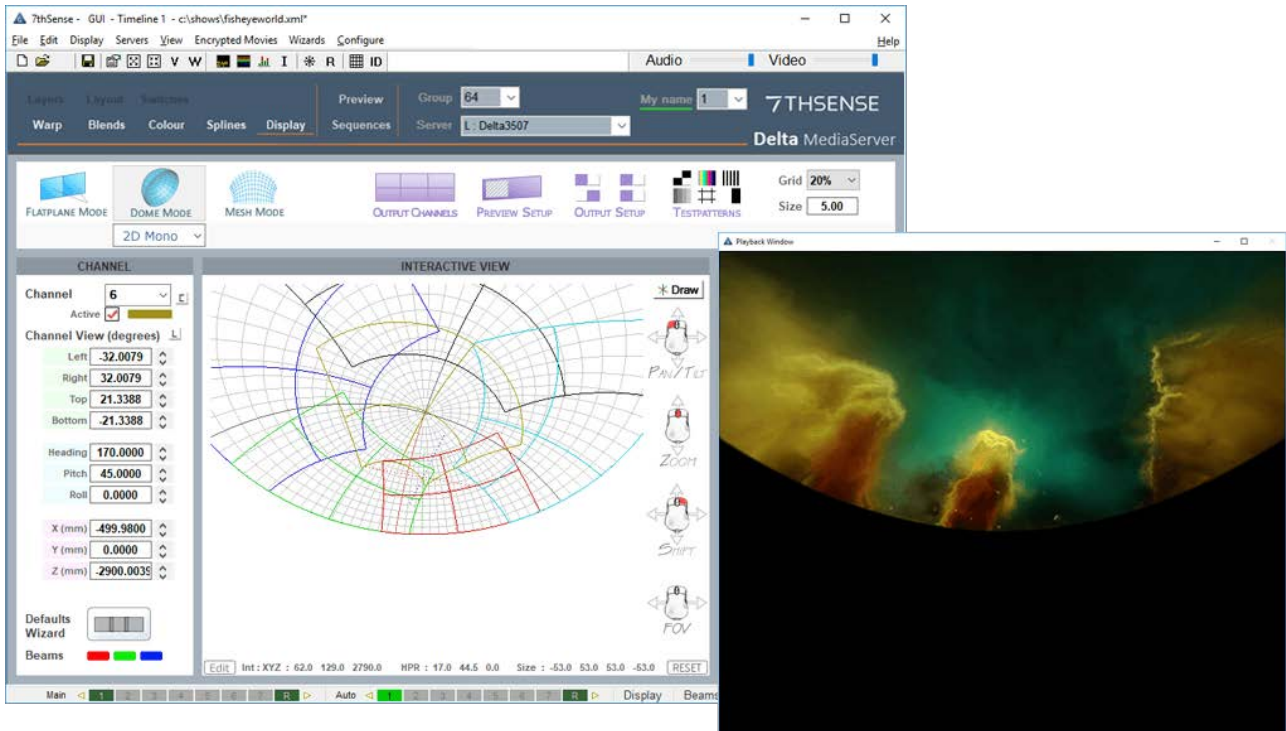 7thSense - GUI - Timeline 1 - c:\shows\fisheyeworld.xml*
File Edit Display Servers View Encrypted Movies Wizards Configure Help
V W I R ID Audio Video
Layers Layout Switches Preview Group 64 My name 1 7THSENSE
Warp Blends Colour Splines Display Sequences Server L : Delta3507 Delta MediaServer
FLATPLANE MODE DOME MODE MESH MODE OUTPUT CHANNELS PREVIEW SETUP OUTPUT SETUP TESTPATTERNS Grid 20%
Size 5.00
2D Mono
Playback Window
CHANNEL INTERACTIVE VIEW
Channel 6 Draw
Active
Channel View (degrees) L
Left -32.0079
Right 32.0079
PAN/TILT
Top 21.3388
Bottom -21.3388
Heading 170.0000
ZOOM
Pitch 45.0000
Roll 0.0000
X (mm) -499.9800
Y (mm) 0.0000
SHIFT
Z (mm) -2900.0039
Defaults
Wizard
FOV
Beams
Edit Int : XYZ : 62.0 129.0 2790.0 HPR : 17.0 44.5 0.0 Size : -53.0 53.0 53.0 -53.0 RESET
Main 1 2 3 4 5 6 7 R Auto 1 2 3 4 5 6 7 R Display Beams